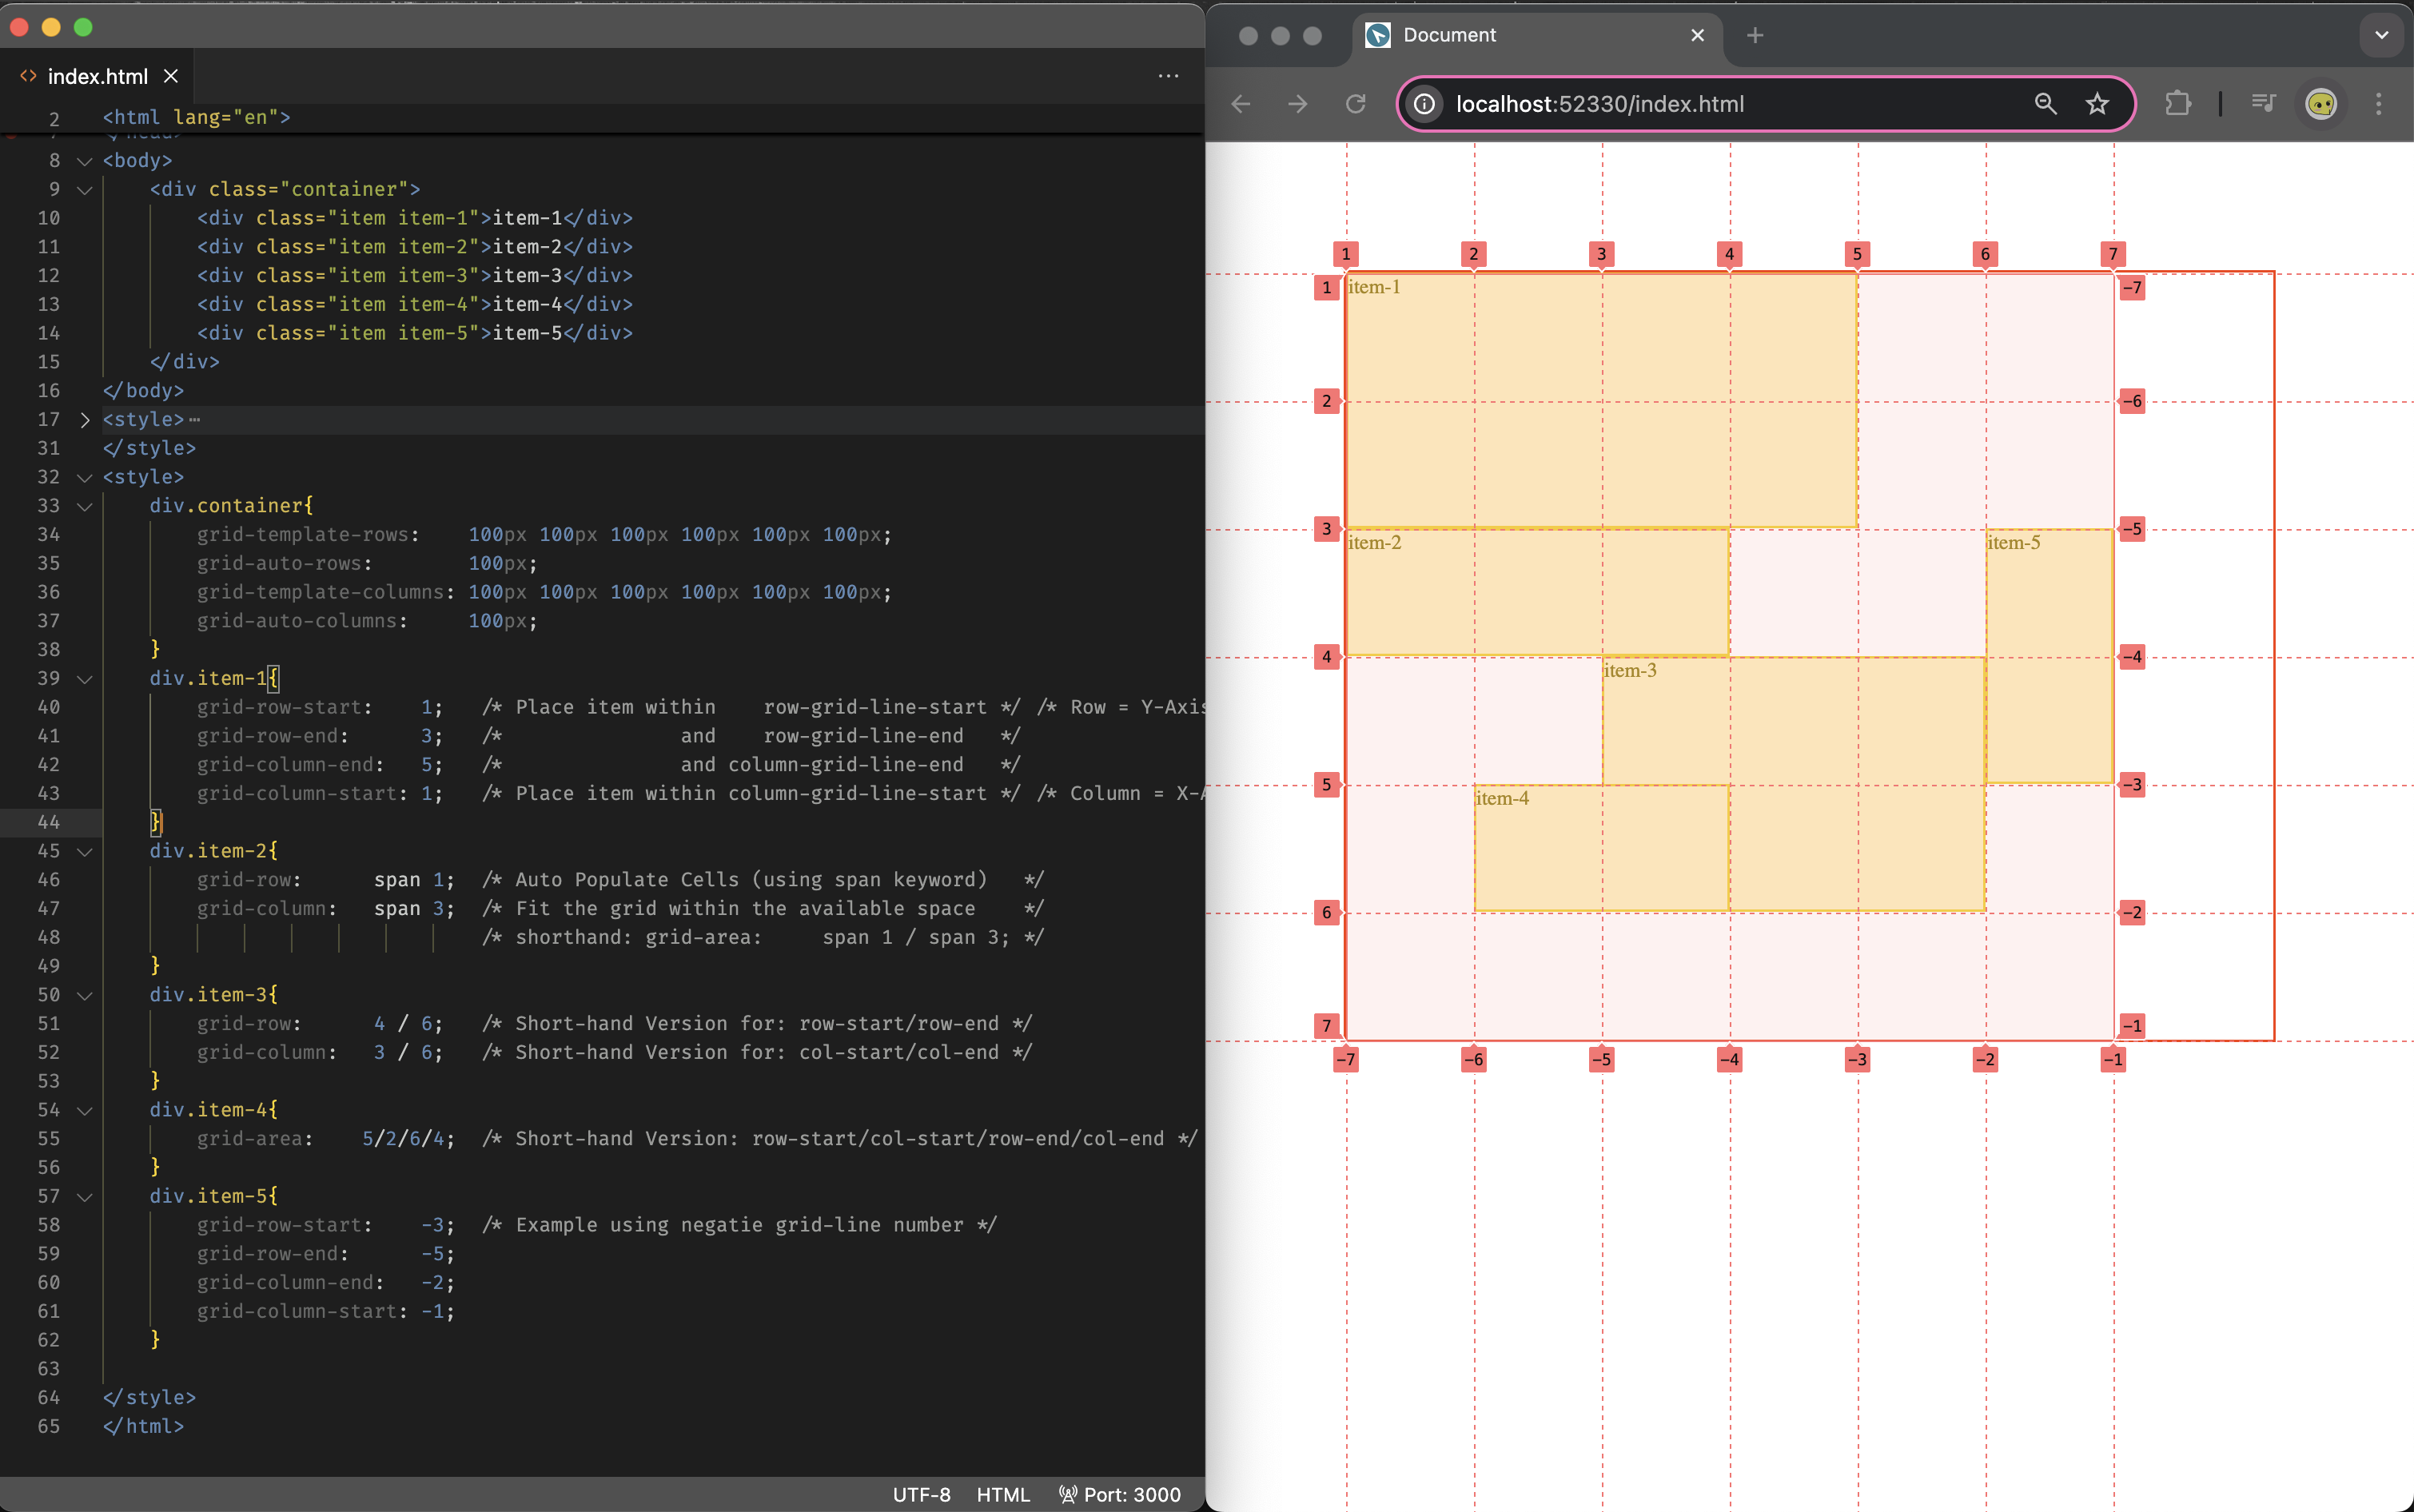 index.html
2 <html lang="en">
8 <body>
9 <div class="container">
10 <div class="item item-1">item-1</div>
11 <div class="item item-2">item-2</div>
12 <div class="item item-3">item-3</div>
13 <div class="item item-4">item-4</div>
14 <div class="item item-5">item-5</div>
15 </div>
16 </body>
17 <style>⋯
31 </style>
32 <style>
33 div.container{
34 grid-template-rows: 100px 100px 100px 100px 100px 100px;
35 grid-auto-rows: 100px;
36 grid-template-columns: 100px 100px 100px 100px 100px 100px;
37 grid-auto-columns: 100px;
38 }
39 div.item-1{
40 grid-row-start: 1; /* Place item within row-grid-line-start */ /* Row = Y-Axis
41 grid-row-end: 3; /* and row-grid-line-end */
42 grid-column-end: 5; /* and column-grid-line-end */
43 grid-column-start: 1; /* Place item within column-grid-line-start */ /* Column = X-A
44 }
45 div.item-2{
46 grid-row: span 1; /* Auto Populate Cells (using span keyword) */
47 grid-column: span 3; /* Fit the grid within the available space */
48 /* shorthand: grid-area: span 1 / span 3; */
49 }
50 div.item-3{
51 grid-row: 4 / 6; /* Short-hand Version for: row-start/row-end */
52 grid-column: 3 / 6; /* Short-hand Version for: col-start/col-end */
53 }
54 div.item-4{
55 grid-area: 5/2/6/4; /* Short-hand Version: row-start/col-start/row-end/col-end */
56 }
57 div.item-5{
58 grid-row-start: -3; /* Example using negatie grid-line number */
59 grid-row-end: -5;
60 grid-column-end: -2;
61 grid-column-start: -1;
62 }
63
64 </style>
65 </html>
UTF-8 HTML Port: 3000
Document
localhost:52330/index.html
1 2 3 4 5 6 7
1 item-1 -7
2 -6
3 item-2 item-5 -5
4 item-3 -4
5 item-4 -3
6 -2
7 -1
-7 -6 -5 -4 -3 -2 -1